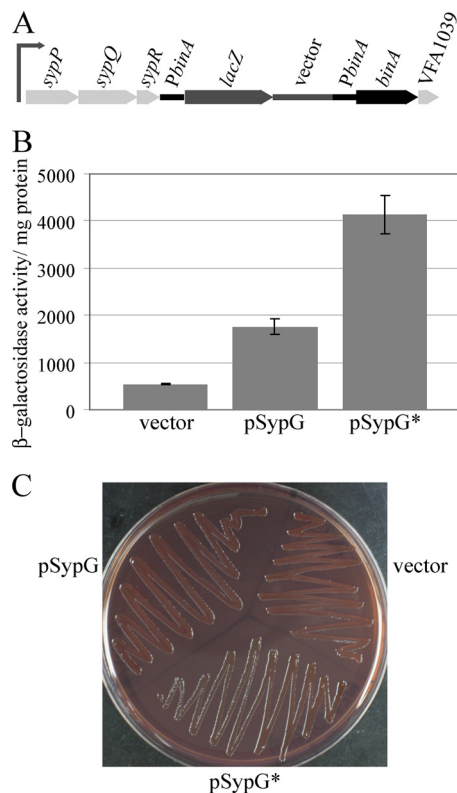 A
sypP sypQ sypR PbinA lacZ vector PbinA binA VFA1039
B
β-galactosidase activity/ mg protein
5000
4000
3000
2000
1000
0
vector pSypG pSypG*
C
pSypG vector
pSypG*